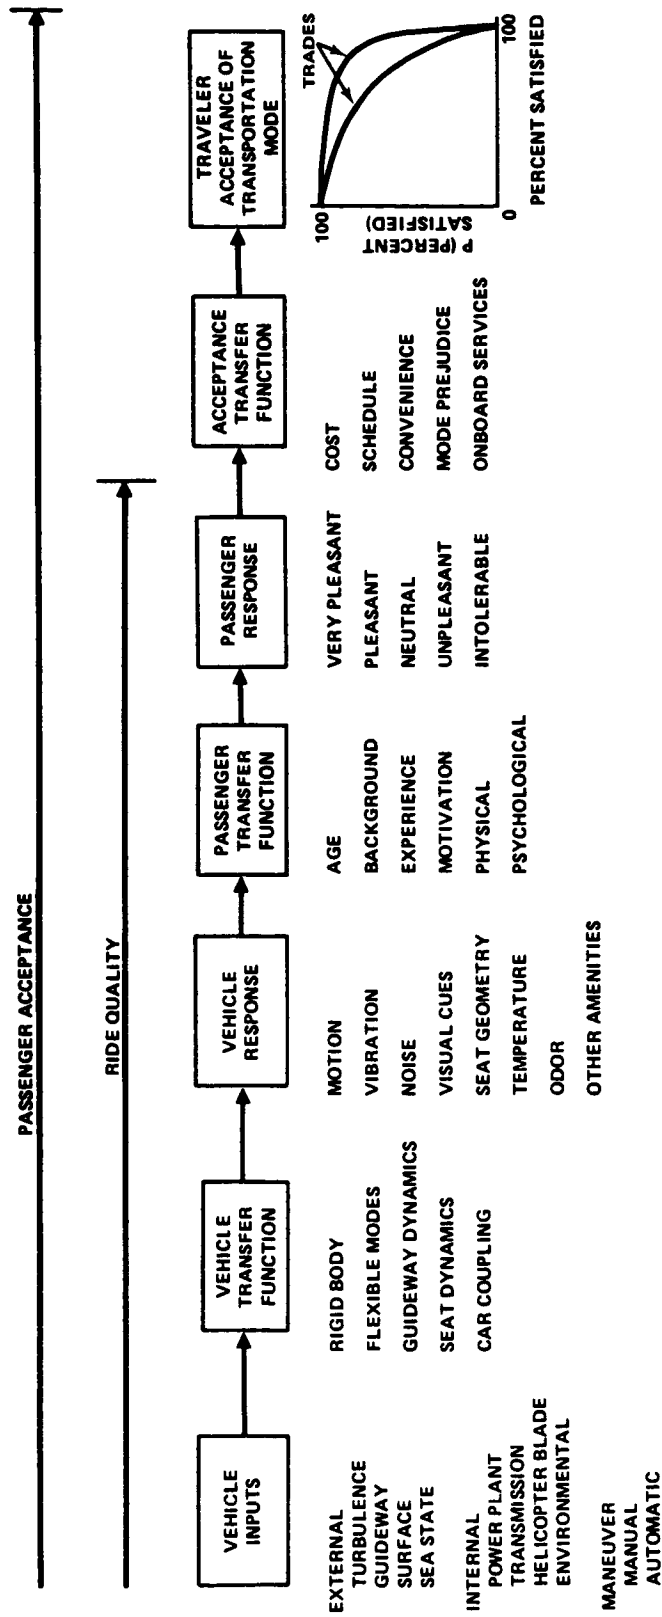 PASSENGER ACCEPTANCE
RIDE QUALITY
VEHICLE
INPUTS
VEHICLE
TRANSFER
FUNCTION
VEHICLE
RESPONSE
PASSENGER
TRANSFER
FUNCTION
PASSENGER
RESPONSE
ACCEPTANCE
TRANSFER
FUNCTION
TRAVELER
ACCEPTANCE OF
TRANSPORTATION
MODE
EXTERNAL
TURBULENCE
GUIDEWAY
SURFACE
SEA STATE
INTERNAL
POWER PLANT
TRANSMISSION
HELICOPTER BLADE
ENVIRONMENTAL
MANEUVER
MANUAL
AUTOMATIC
RIGID BODY
FLEXIBLE MODES
GUIDEWAY DYNAMICS
SEAT DYNAMICS
CAR COUPLING
MOTION
VIBRATION
NOISE
VISUAL CUES
SEAT GEOMETRY
TEMPERATURE
ODOR
OTHER AMENITIES
AGE
BACKGROUND
EXPERIENCE
MOTIVATION
PHYSICAL
PSYCHOLOGICAL
VERY PLEASANT
PLEASANT
NEUTRAL
UNPLEASANT
INTOLERABLE
COST
SCHEDULE
CONVENIENCE
MODE PREJUDICE
ONBOARD SERVICES
TRADES
100
P (PERCENT
SATISFIED)
0
100
PERCENT SATISFIED